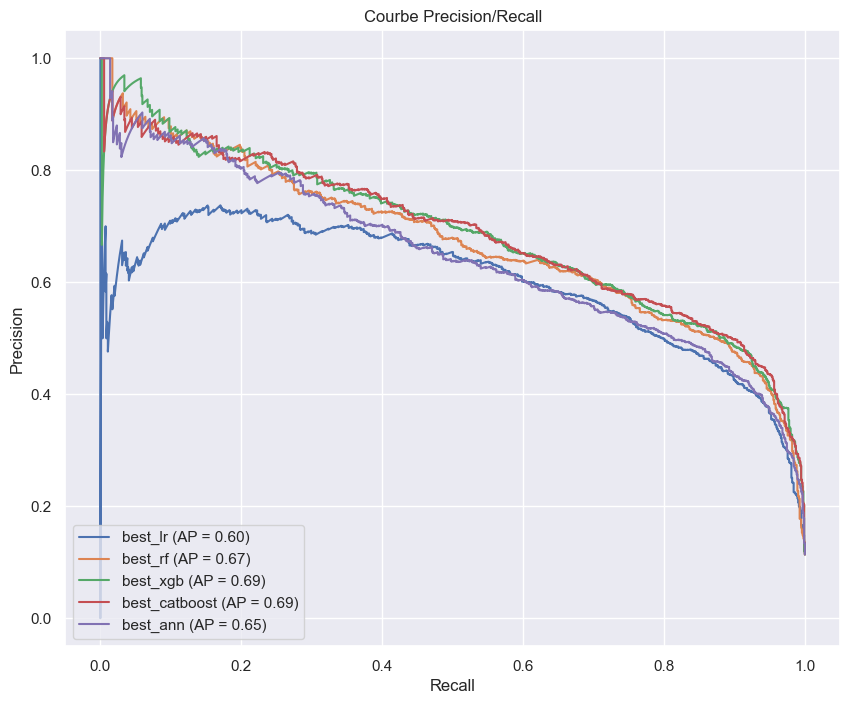 Courbe Precision/Recall
1.0
0.8
0.6
0.4
0.2
0.0
Precision
best_lr (AP = 0.60)
best_rf (AP = 0.67)
best_xgb (AP = 0.69)
best_catboost (AP = 0.69)
best_ann (AP = 0.65)
0.0 0.2 0.4 0.6 0.8 1.0
Recall